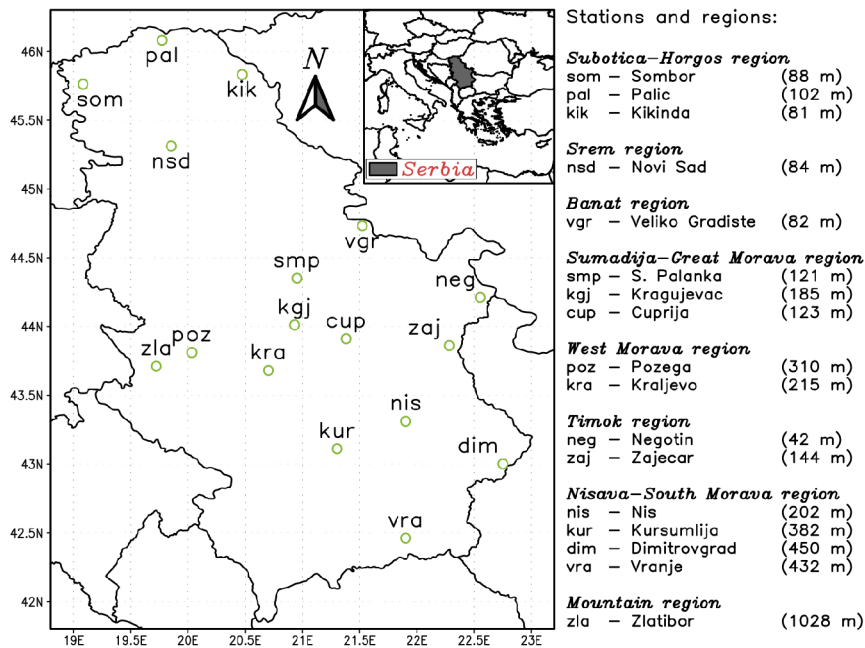 46N
45.5N
45N
44.5N
44N
43.5N
43N
42.5N
42N
19E 19.5E 20E 20.5E 21E 21.5E 22E 22.5E 23E
pal
som
kik
N
nsd
vgr
smp
neg
kgj
cup
zaj
poz
zla
kra
nis
kur
dim
vra
Serbia
Stations and regions:
Subotica-Horgos region
som - Sombor (88 m)
pal - Palic (102 m)
kik - Kikinda (81 m)
Srem region
nsd - Novi Sad (84 m)
Banat region
vgr - Veliko Gradiste (82 m)
Sumadija-Great Morava region
smp - S. Palanka (121 m)
kgj - Kragujevac (185 m)
cup - Cuprija (123 m)
West Morava region
poz - Pozega (310 m)
kra - Kraljevo (215 m)
Timok region
neg - Negotin (42 m)
zaj - Zajecar (144 m)
Nisava-South Morava region
nis - Nis (202 m)
kur - Kursumlija (382 m)
dim - Dimitrovgrad (450 m)
vra - Vranje (432 m)
Mountain region
zla - Zlatibor (1028 m)